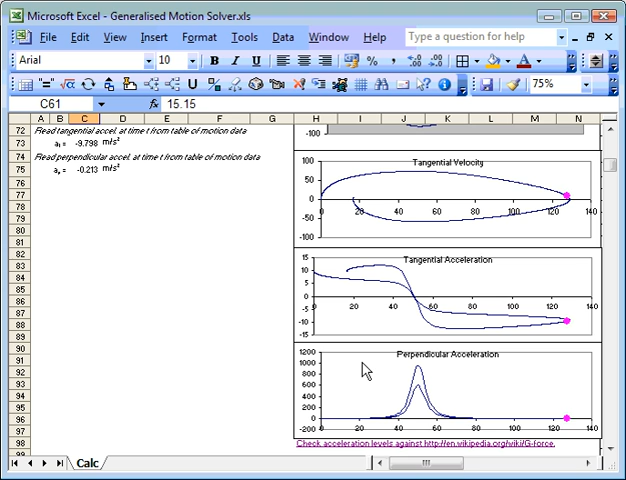 Microsoft Excel - Generalised Motion Solver.xls
File Edit View Insert Format Tools Data Window Help Type a question for help
Arial 10 B I U
75%
C61 fx 15.15
A B C D E F G H I J K L M N
72 Read tangential accel. at time t from table of motion data
73 at = -9.798 m/s²
74 Read perpendicular accel. at time t from table of motion data
75 -0.213 m/s²
76
77
78
79
80
81
82
83
84
85
86
87
88
89
90
91
92
93
94
95
96
97
98
-100
Tangential Velocity
100
50
0
-50
-100
0 20 40 60 80 100 120 140
Tangential Acceleration
15
10
5
0
-5
-10
-15
0 20 40 60 80 100 120 140
Perpendicular Acceleration
1200
1000
800
600
400
200
0
0 20 40 60 80 100 120 140
Check acceleration levels against http://en.wikipedia.org/wiki/G-force.
Calc